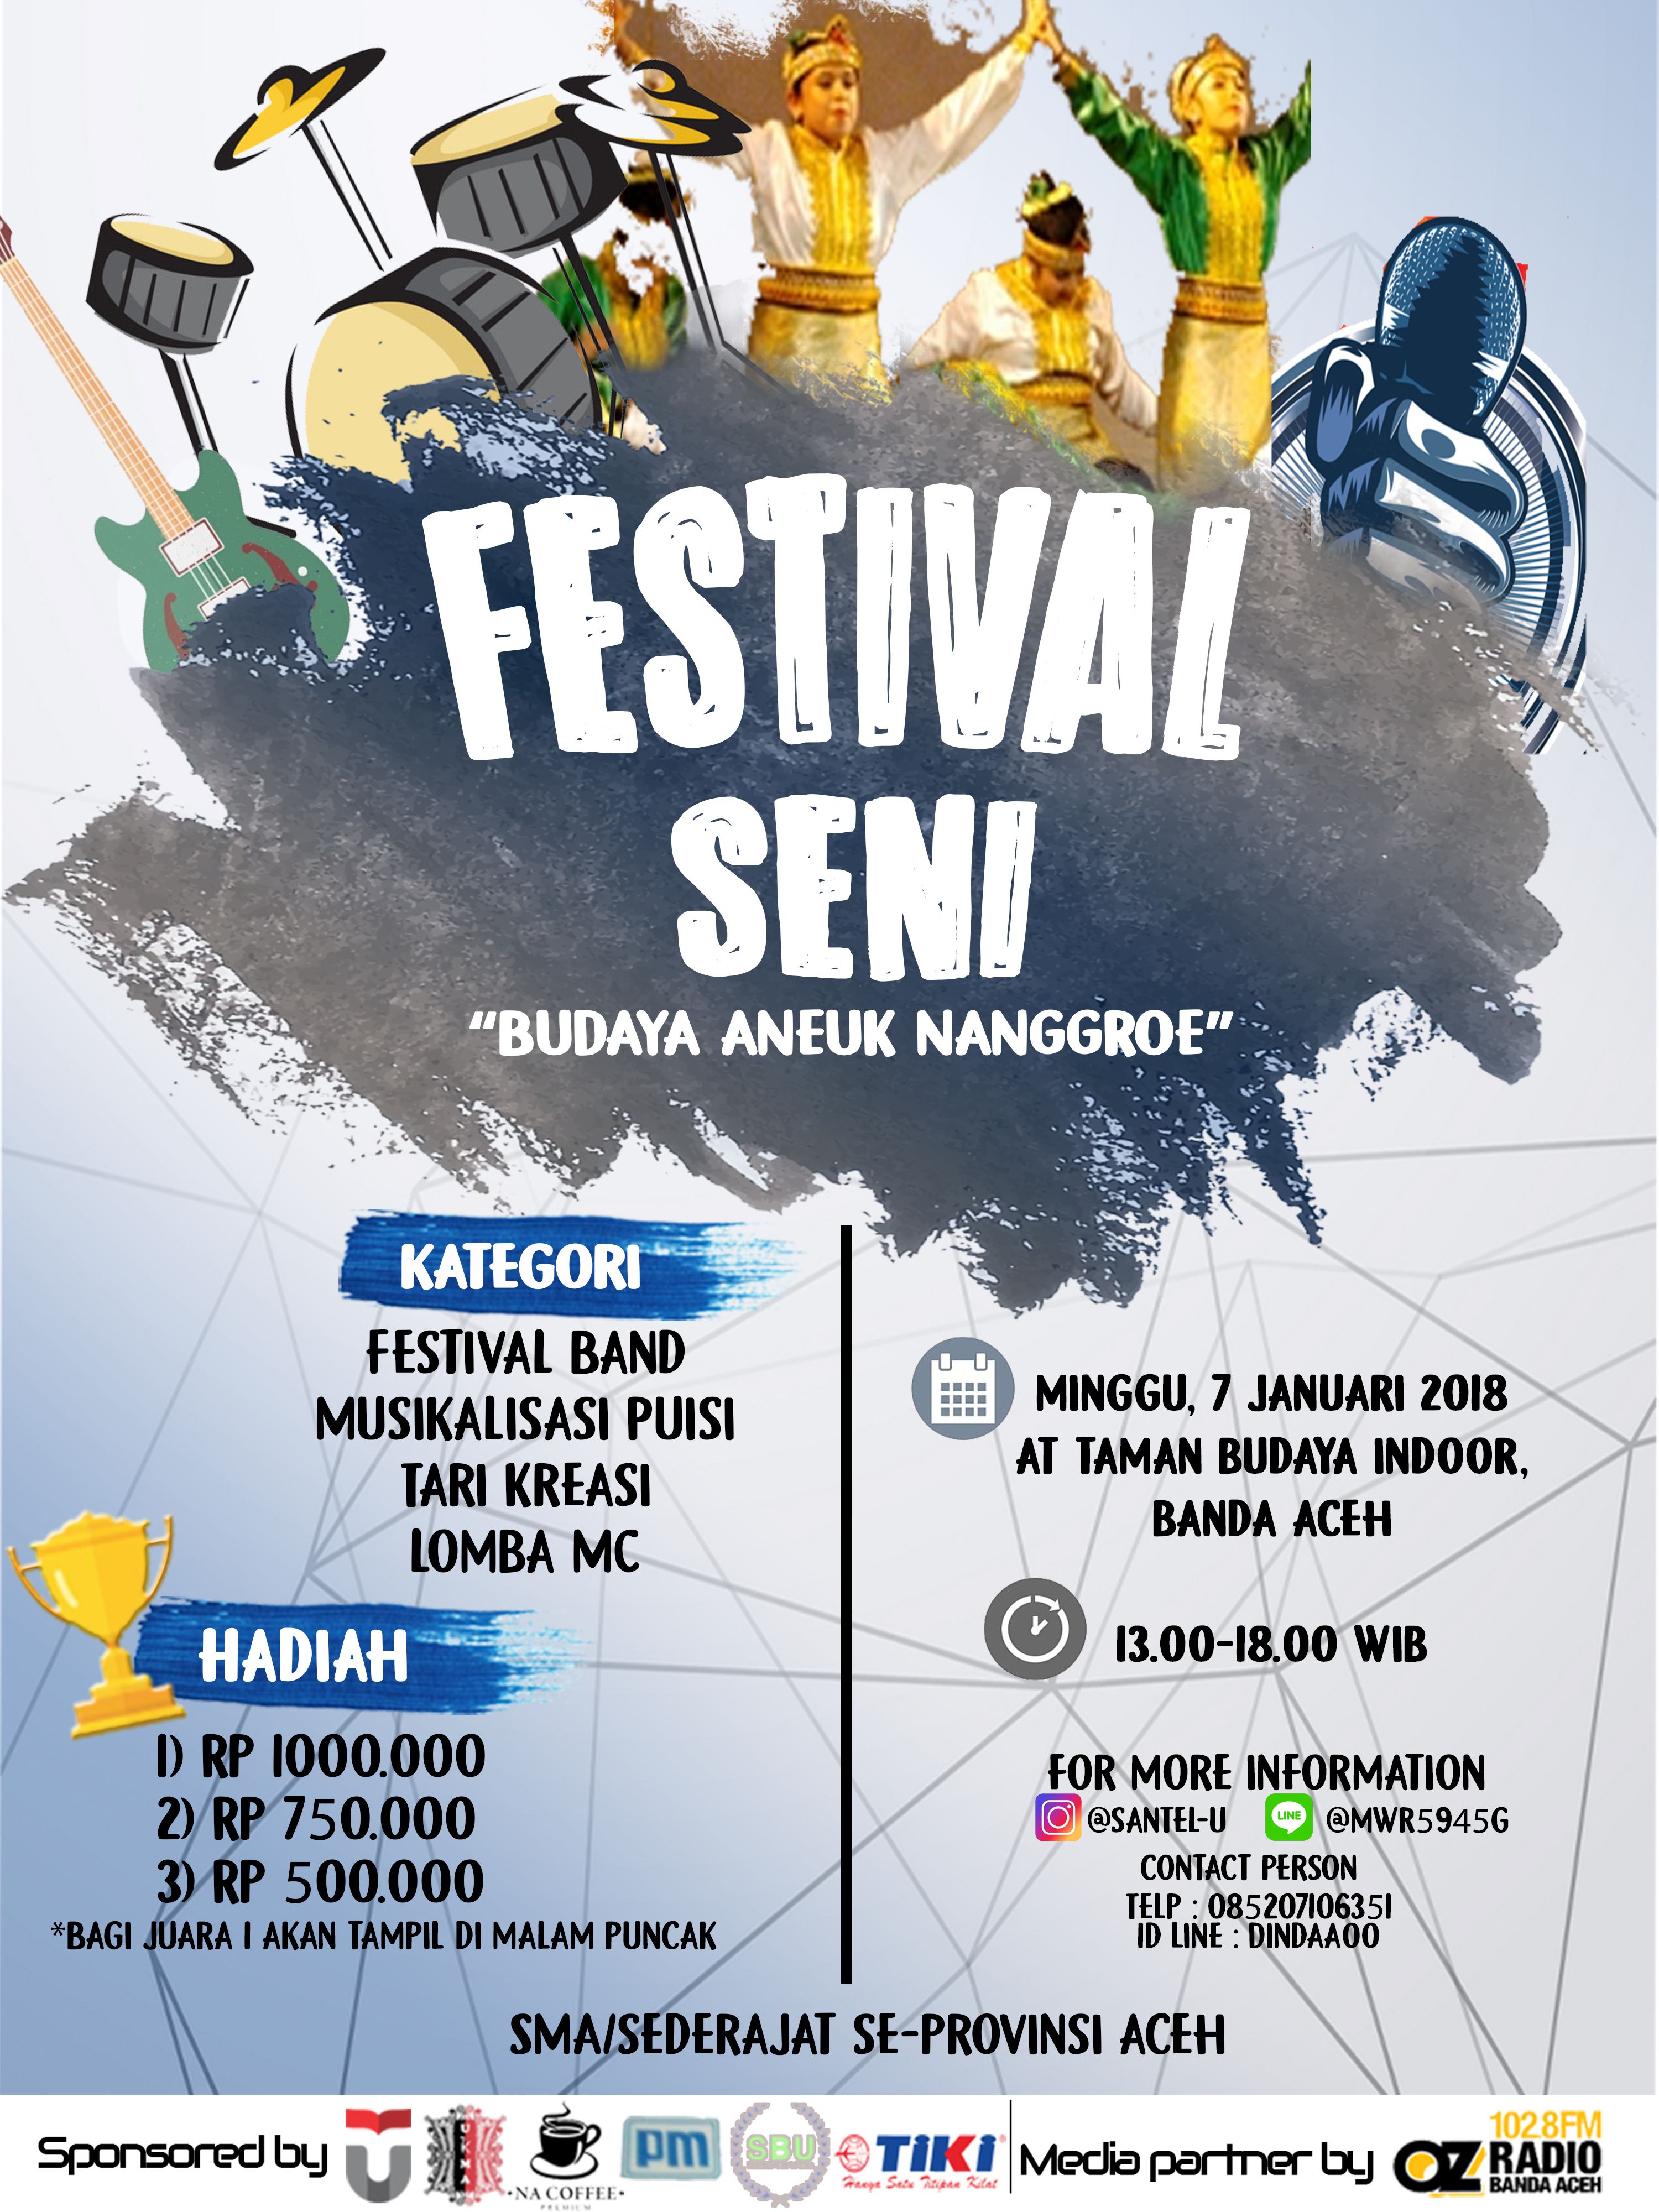 FESTIVAL
SENI
"BUDAYA ANEUK NANGGROE"
KATEGORI
FESTIVAL BAND
MUSIKALISASI PUISI
TARI KREASI
LOMBA MC
HADIAH
1) RP 1000.000
2) RP 750.000
3) RP 500.000
*BAGI JUARA 1 AKAN TAMPIL DI MALAM PUNCAK
MINGGU, 7 JANUARI 2018
AT TAMAN BUDAYA INDOOR,
BANDA ACEH
13.00-18.00 WIB
FOR MORE INFORMATION
@SANTEL-U LINE @MWR5945G
CONTACT PERSON
TELP : 085207106351
ID LINE : DINDAA00
SMA/SEDERAJAT SE-PROVINSI ACEH
Sponsored by
NA COFFEE
PREMIUM
pm
SBU
TIKI
Hanya Satu Titipan Kilat
Media partner by
OZ
102.8FM
RADIO
BANDA ACEH